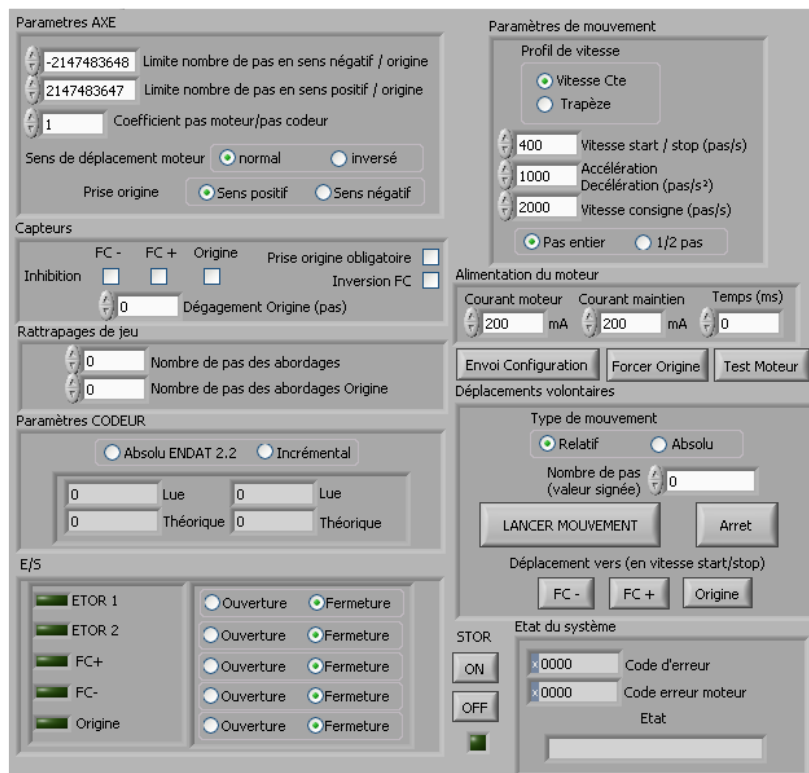 Parametres AXE
-2147483648 Limite nombre de pas en sens négatif / origine
2147483647 Limite nombre de pas en sens positif / origine
1 Coefficient pas moteur/pas codeur
Sens de déplacement moteur normal inversé
Prise origine Sens positif Sens négatif
Capteurs
FC - FC + Origine Prise origine obligatoire
Inhibition Inversion FC
0 Dégagement Origine (pas)
Rattrapages de jeu
0 Nombre de pas des abordages
0 Nombre de pas des abordages Origine
Paramètres CODEUR
Absolu ENDAT 2.2 Incrémental
0 Lue 0 Lue
0 Théorique 0 Théorique
E/S
ETOR 1 Ouverture Fermeture
ETOR 2 Ouverture Fermeture
FC+ Ouverture Fermeture
FC- Ouverture Fermeture
Origine Ouverture Fermeture
Paramètres de mouvement
Profil de vitesse
Vitesse Cte
Trapèze
400 Vitesse start / stop (pas/s)
1000 Accélération
Decélération (pas/s²)
2000 Vitesse consigne (pas/s)
Pas entier 1/2 pas
Alimentation du moteur
Courant moteur Courant maintien Temps (ms)
200 mA 200 mA 0
Envoi Configuration Forcer Origine Test Moteur
Déplacements volontaires
Type de mouvement
Relatif Absolu
Nombre de pas
(valeur signée) 0
LANCER MOUVEMENT Arret
Déplacement vers (en vitesse start/stop)
FC - FC + Origine
STOR
ON
OFF
Etat du système
x0000 Code d'erreur
x0000 Code erreur moteur
Etat